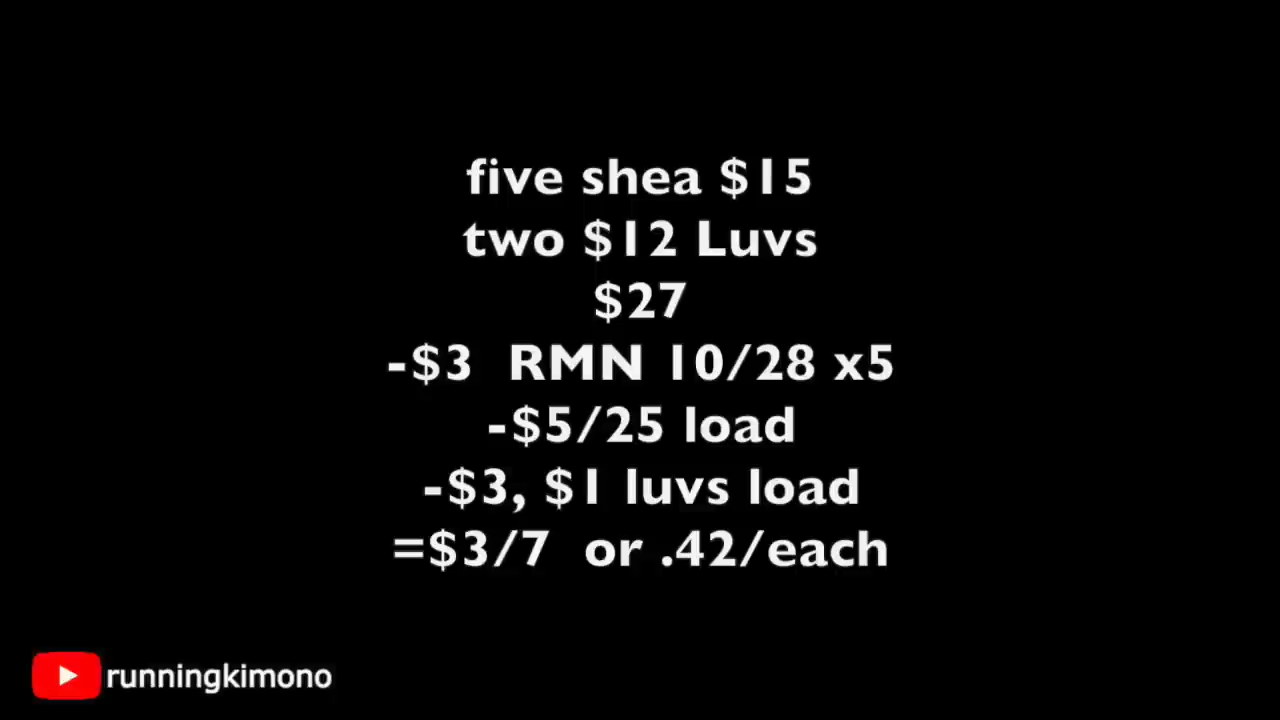 five shea $15
two $12 Luvs
$27
-$3  RMN 10/28 x5
-$5/25 load
-$3, $1 luvs load
=$3/7  or .42/each
runningkimono